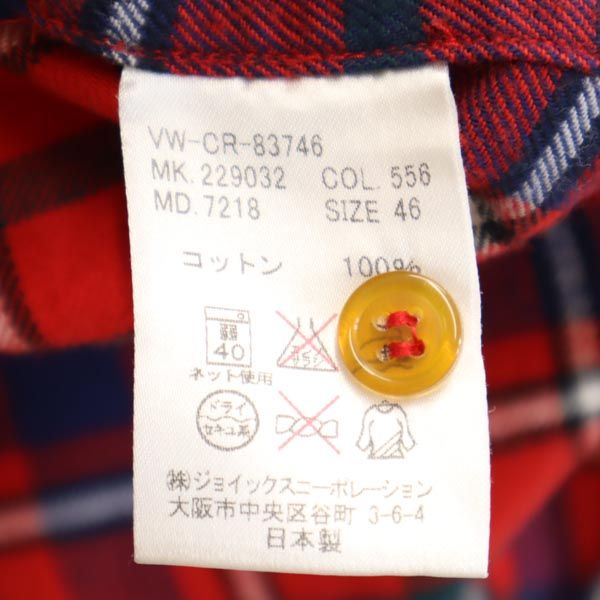 VW-CR-83746
MK.229032 COL.556
MD.7218 SIZE 46
コットン 100%
弱
40
ネット使用
ドライ
セキユ系
㈱ジョイックスコーポレーション
大阪市中央区谷町 3-6-4
日本製